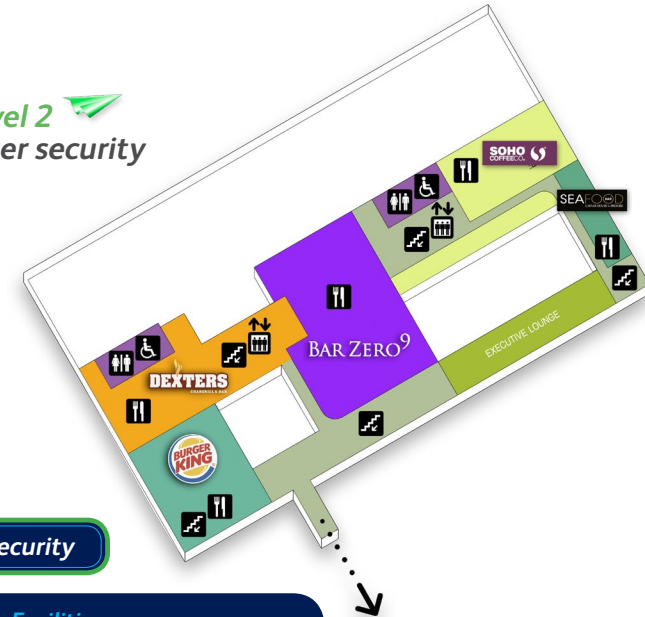 vel 2
er security
SOHO
COFFEE CO.
SEAFOOD
BAR ZERO9
EXECUTIVE LOUNGE
DEXTERS
BURGER
KING
ecurity